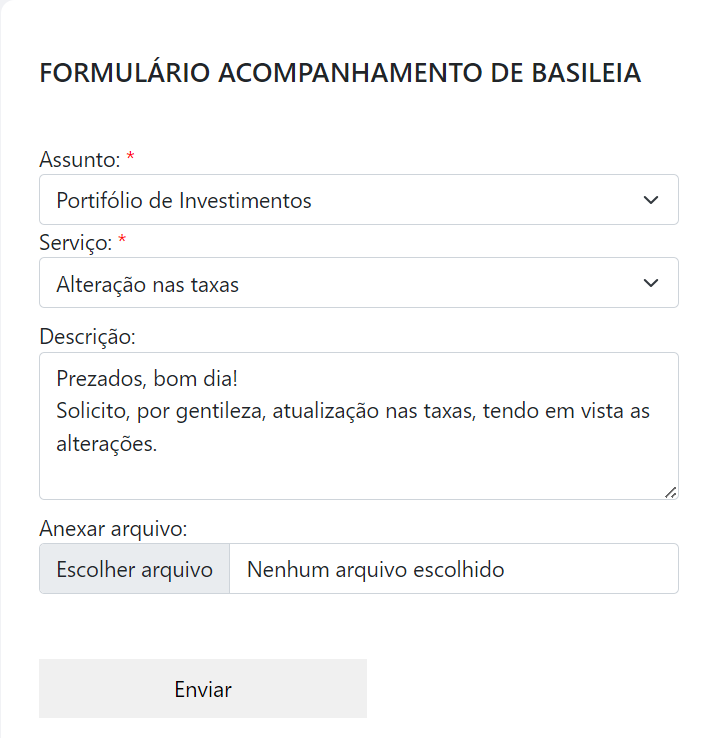 FORMULÁRIO ACOMPANHAMENTO DE BASILEIA
Assunto: *
Portifólio de Investimentos
Serviço: *
Alteração nas taxas
Descrição:
Prezados, bom dia!
Solicito, por gentileza, atualização nas taxas, tendo em vista as
alterações.
Anexar arquivo:
Escolher arquivo Nenhum arquivo escolhido
Enviar